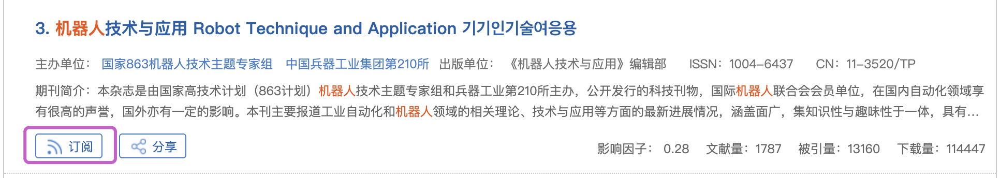 3. 机器人技术与应用 Robot Technique and Application 기기인기술여응용
主办单位： 国家863机器人技术主题专家组 中国兵器工业集团第210所 出版单位： 《机器人技术与应用》编辑部 ISSN：1004-6437 CN：11-3520/TP
期刊简介：本杂志是由国家高技术计划（863计划）机器人技术主题专家组和兵器工业第210所主办，公开发行的科技刊物，国际机器人联合会会员单位，在国内自动化领域享
有很高的声誉，国外亦有一定的影响。本刊主要报道工业自动化和机器人领域的相关理论、技术与应用等方面的最新进展情况，涵盖面广，集知识性与趣味性于一体，具有...
订阅 分享 影响因子： 0.28 文献量：1787 被引量：13160 下载量：114447